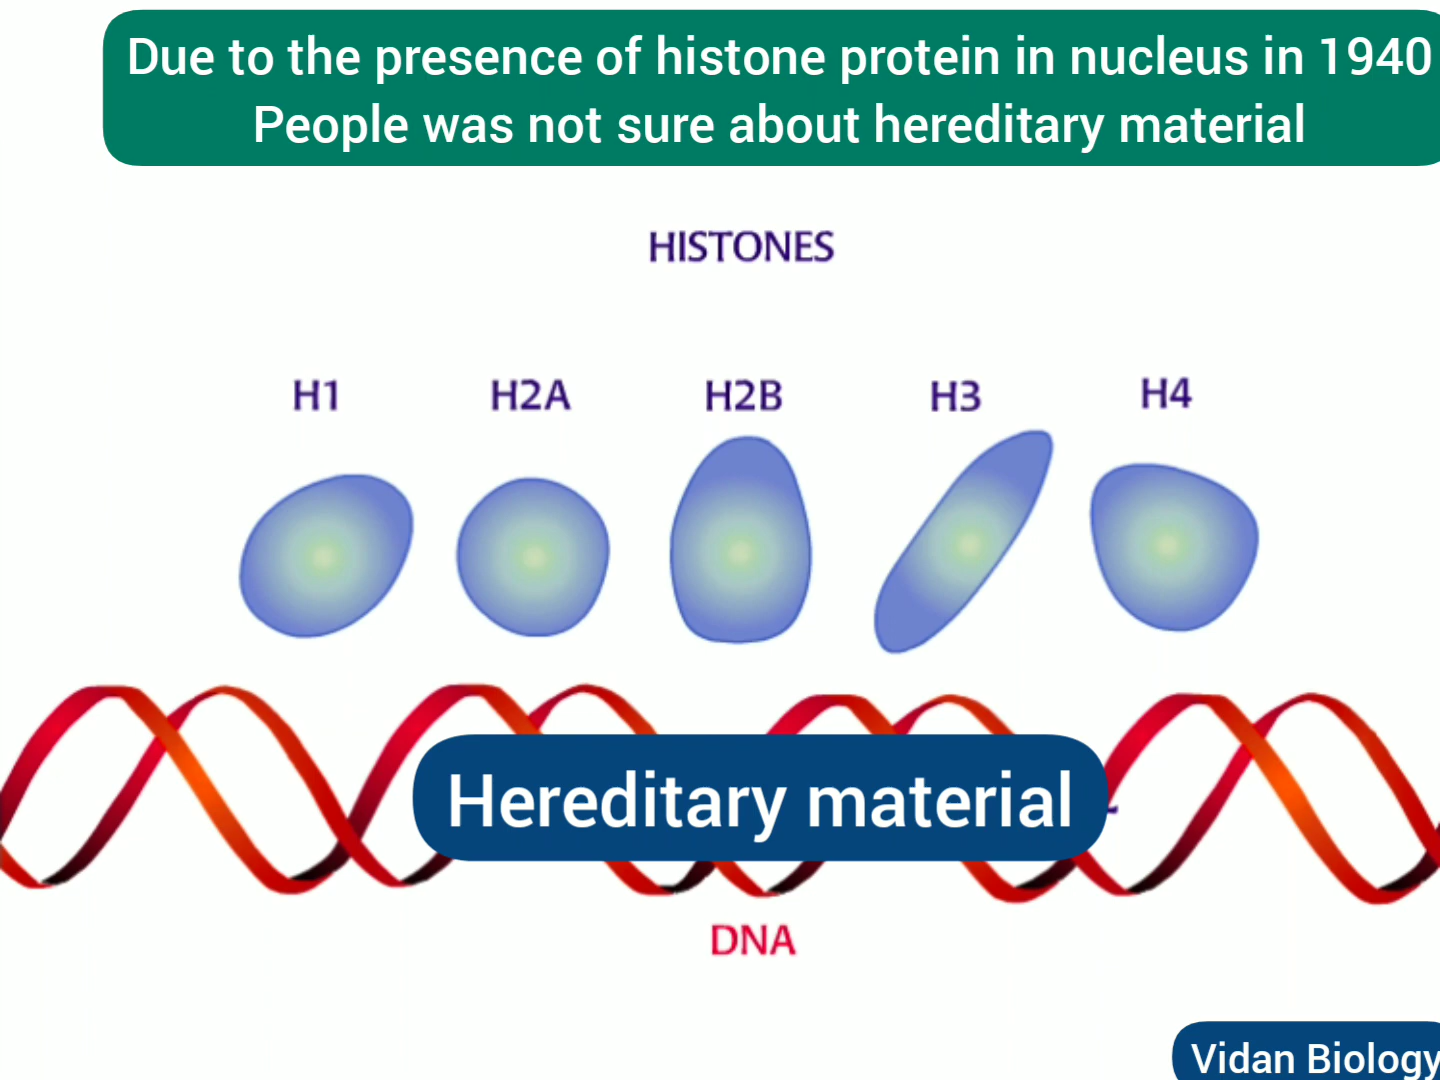 Due to the presence of histone protein in nucleus in 1940
People was not sure about hereditary material
HISTONES
H1 H2A H2B H3 H4
Hereditary material
DNA
Vidan Biology